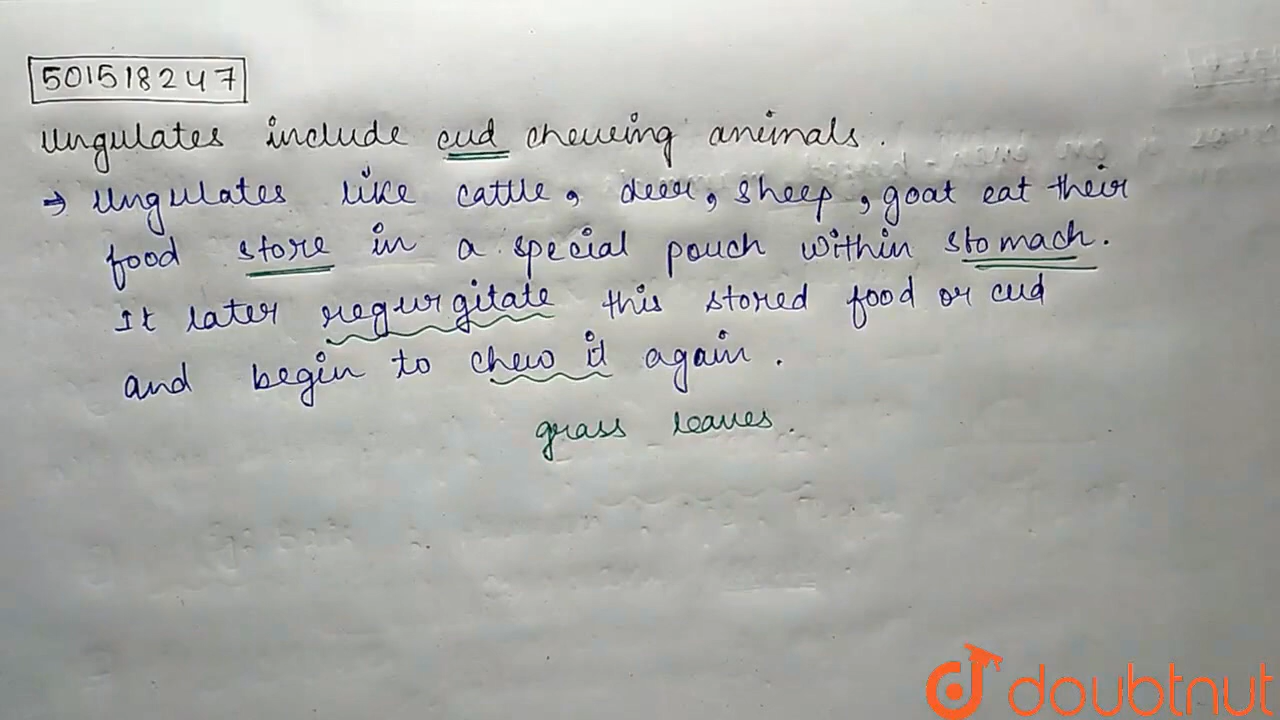 501518247
Ungulates include cud chewing animals.
→ Ungulates like cattle, deer, sheep, goat eat their
food store in a special pouch within stomach.
It later regurgitate this stored food or cud
and begin to chew it again.
grass leaves.
doubtnut